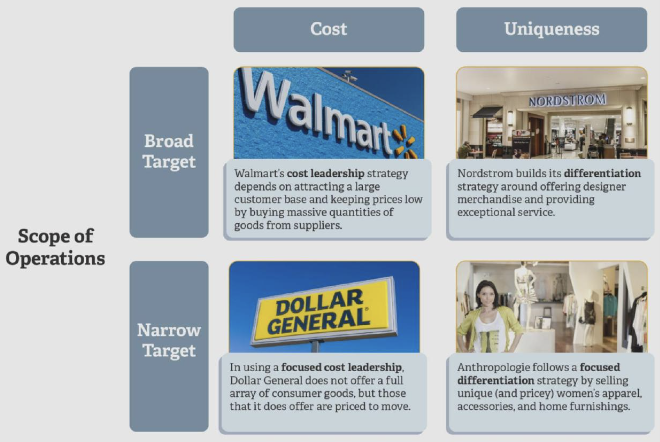 Cost
Uniqueness
Scope of
Operations
Broad
Target
Walmart
Walmart's cost leadership strategy
depends on attracting a large
customer base and keeping prices low
by buying massive quantities of
goods from suppliers.
NORDSTROM
Nordstrom builds its differentiation
strategy around offering designer
merchandise and providing
exceptional service.
Narrow
Target
DOLLAR
GENERAL
In using a focused cost leadership,
Dollar General does not offer a full
array of consumer goods, but those
that it does offer are priced to move.
Anthropologie follows a focused
differentiation strategy by selling
unique (and pricey) women's apparel,
accessories, and home furnishings.